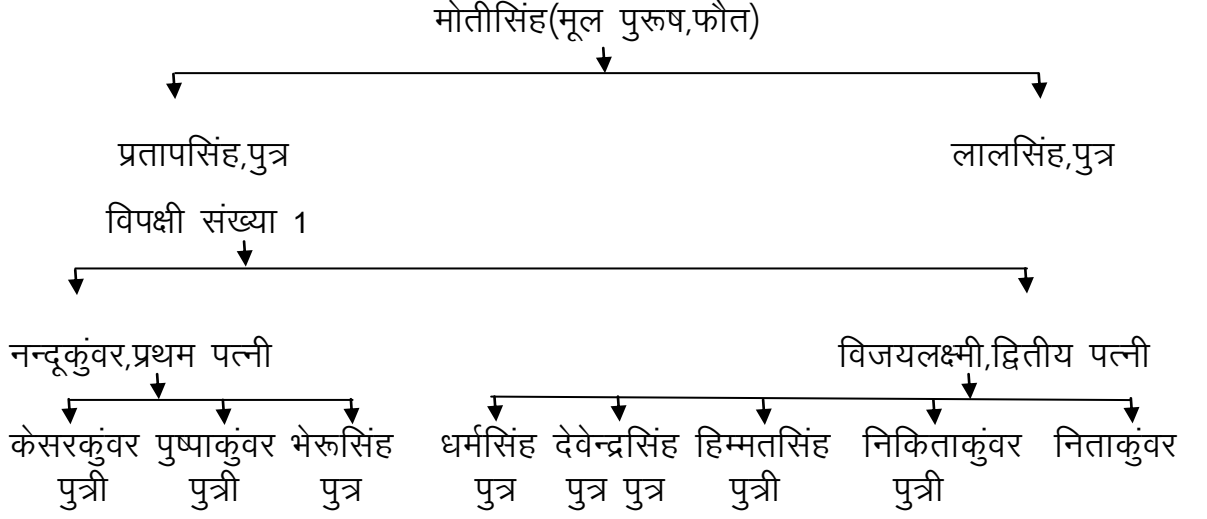 मोतीसिंह(मूल पुरूष,फौत)
प्रतापसिंह,पुत्र लालसिंह,पुत्र
विपक्षी संख्या 1
नन्दूकुंवर,प्रथम पत्नी विजयलक्ष्मी,द्वितीय पत्नी
केसरकुंवर पुष्पाकुंवर भेरूसिंह धर्मसिंह देवेन्द्रसिंह हिम्मतसिंह निकिताकुंवर निताकुंवर
पुत्री पुत्री पुत्र पुत्र पुत्र पुत्र पुत्री पुत्री